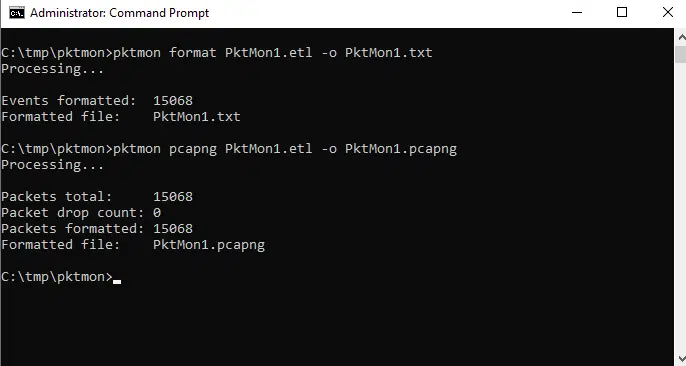 Administrator: Command Prompt
C:\tmp\pktmon>pktmon format PktMon1.etl -o PktMon1.txt
Processing...
Events formatted:  15068
Formatted file:    PktMon1.txt
C:\tmp\pktmon>pktmon pcapng PktMon1.etl -o PktMon1.pcapng
Processing...
Packets total:     15068
Packet drop count: 0
Packets formatted: 15068
Formatted file:    PktMon1.pcapng
C:\tmp\pktmon>